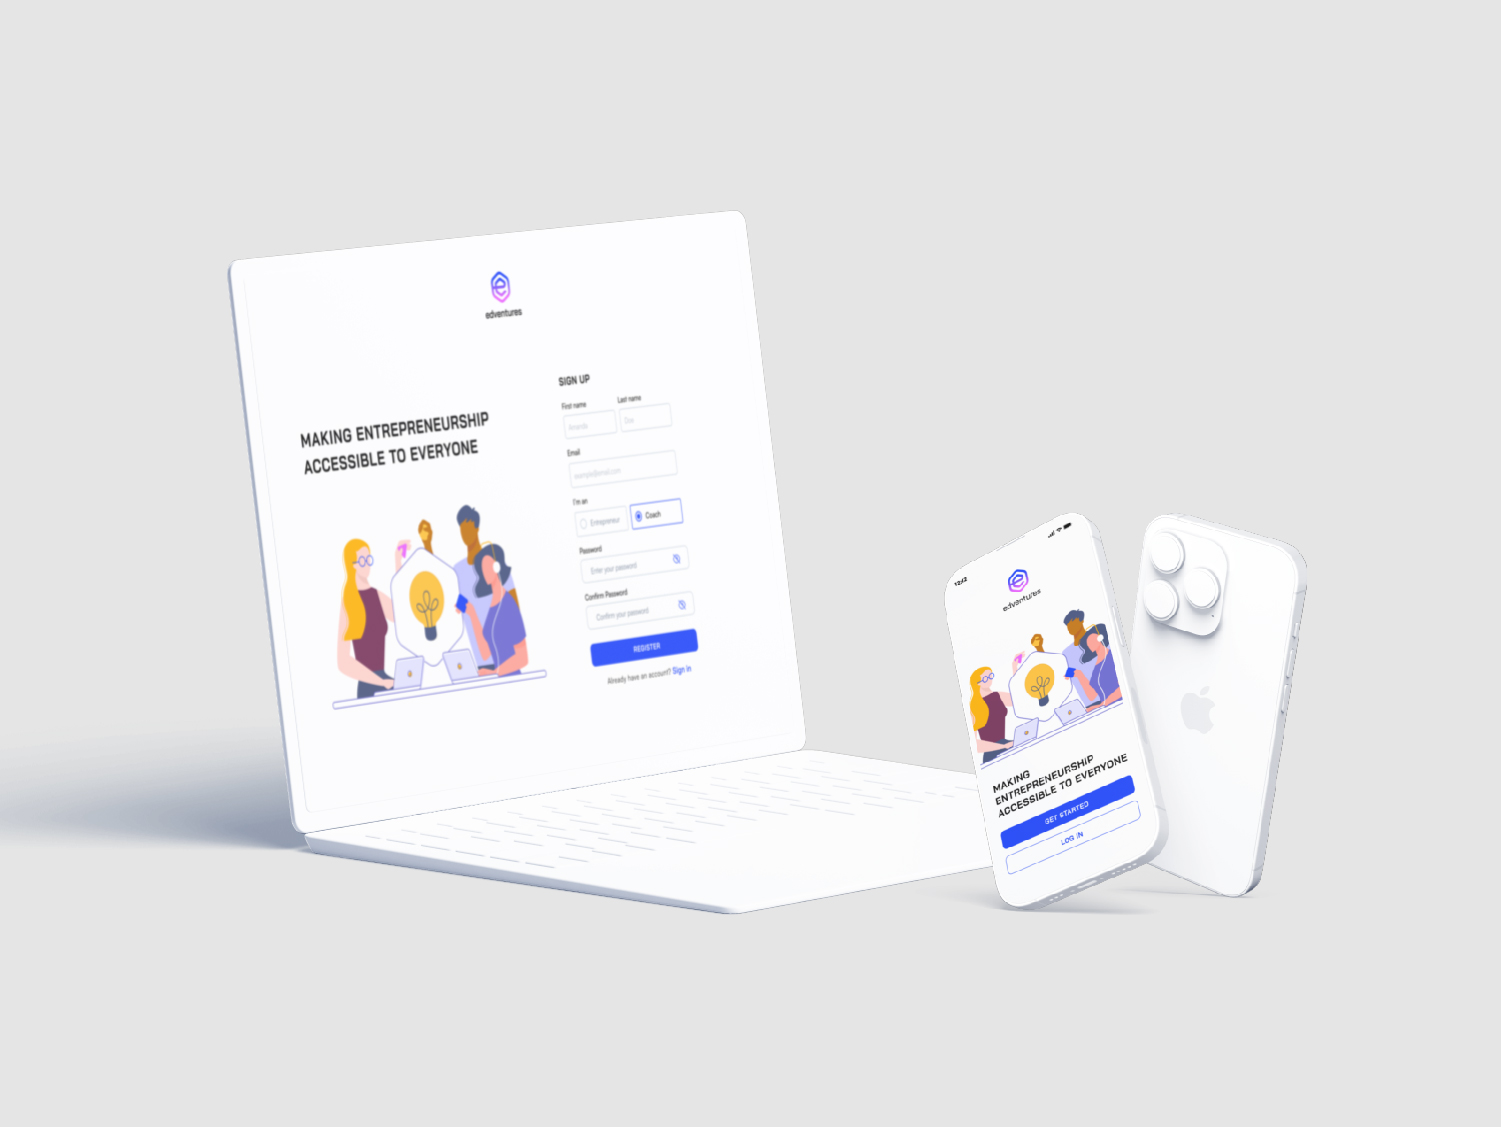 edventures
SIGN UP
First name
Last name
Amanda
Doe
MAKING ENTREPRENEURSHIP
ACCESSIBLE TO EVERYONE
Email
example@email.com
I'm an
Entrepreneur
Coach
Password
Enter your password
Confirm Password
Confirm your password
REGISTER
Already have an account? Sign in
12:22
edventures
MAKING
ENTREPRENEURSHIP
ACCESSIBLE TO EVERYONE
GET STARTED
LOG IN